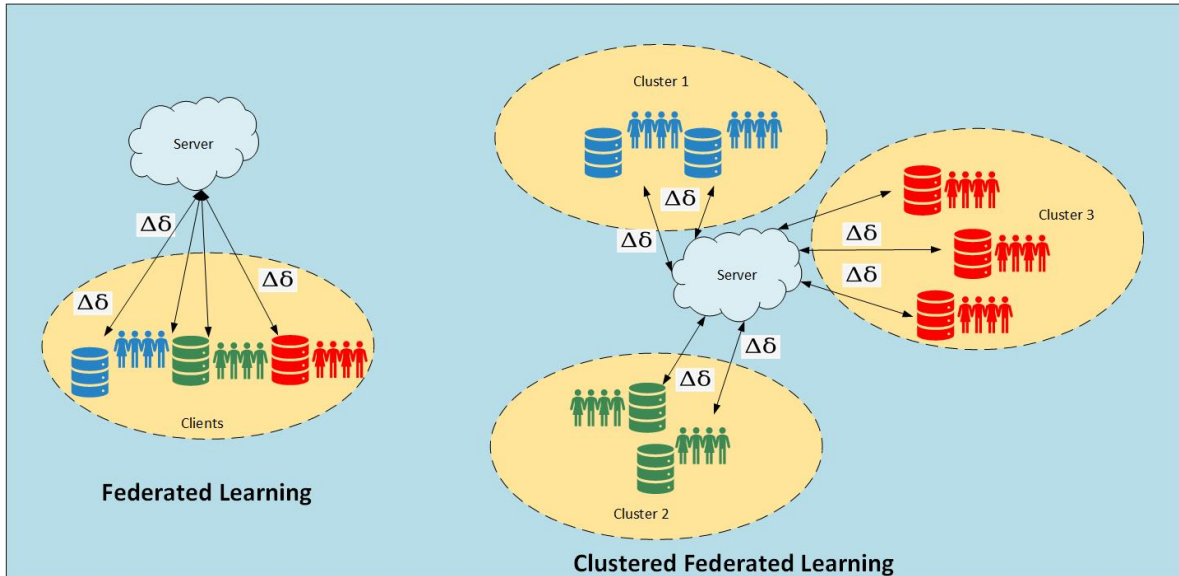 Server
Δδ
Δδ
Δδ
Clients
Federated Learning
Cluster 1
Δδ
Δδ
Cluster 3
Δδ
Δδ
Server
Δδ
Δδ
Cluster 2
Clustered Federated Learning